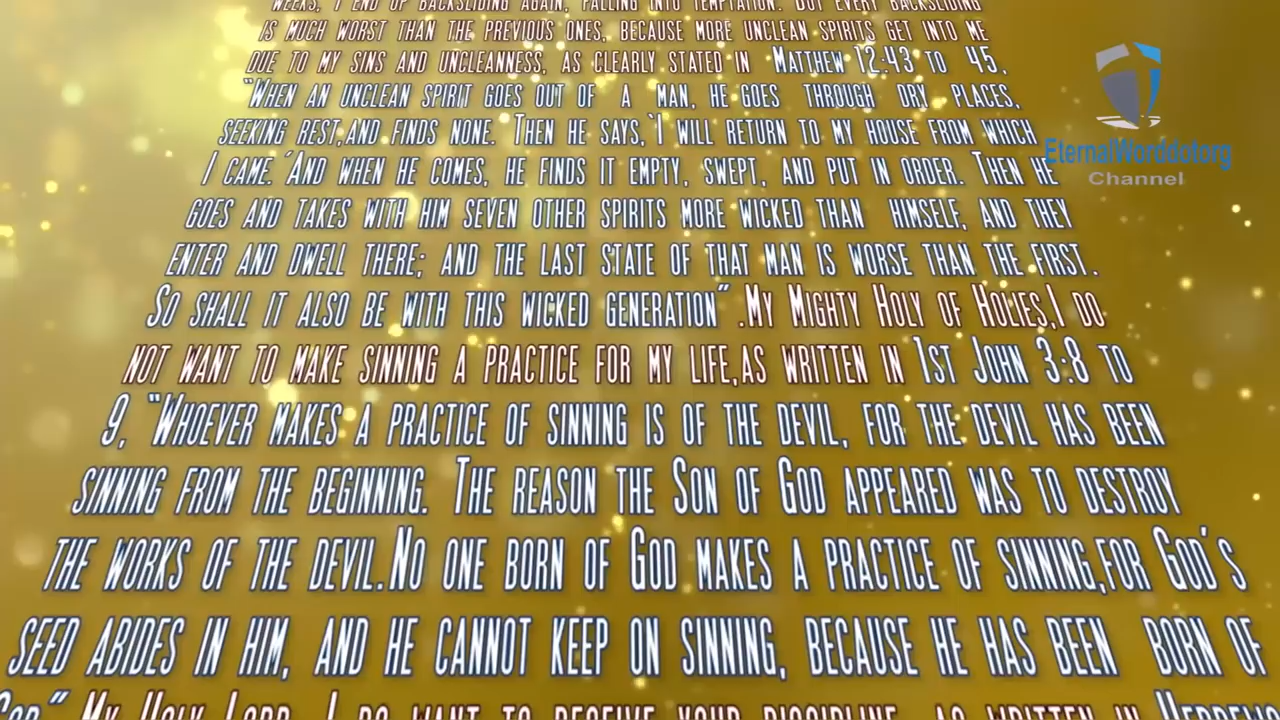 WEEKS, I END UP BACKSLIDING AGAIN, FALLING INTO TEMPTATION. BUT EVERY BACKSLIDING
IS MUCH WORST THAN THE PREVIOUS ONES, BECAUSE MORE UNCLEAN SPIRITS GET INTO ME
DUE TO MY SINS AND UNCLEANNESS, AS CLEARLY STATED IN MATTHEW 12:43 TO 45,
“WHEN AN UNCLEAN SPIRIT GOES OUT OF A MAN, HE GOES THROUGH DRY PLACES,
SEEKING REST,AND FINDS NONE. THEN HE SAYS,‘I WILL RETURN TO MY HOUSE FROM WHICH
I CAME.’AND WHEN HE COMES, HE FINDS IT EMPTY, SWEPT, AND PUT IN ORDER. THEN HE
GOES AND TAKES WITH HIM SEVEN OTHER SPIRITS MORE WICKED THAN HIMSELF, AND THEY
ENTER AND DWELL THERE; AND THE LAST STATE OF THAT MAN IS WORSE THAN THE FIRST.
SO SHALL IT ALSO BE WITH THIS WICKED GENERATION” .MY MIGHTY HOLY OF HOLIES,I DO
NOT WANT TO MAKE SINNING A PRACTICE FOR MY LIFE,AS WRITTEN IN 1ST JOHN 3:8 TO
9, “WHOEVER MAKES A PRACTICE OF SINNING IS OF THE DEVIL, FOR THE DEVIL HAS BEEN
SINNING FROM THE BEGINNING. THE REASON THE SON OF GOD APPEARED WAS TO DESTROY
THE WORKS OF THE DEVIL.NO ONE BORN OF GOD MAKES A PRACTICE OF SINNING,FOR GOD'S
SEED ABIDES IN HIM, AND HE CANNOT KEEP ON SINNING, BECAUSE HE HAS BEEN BORN OF
GOD.” MY HOLY LORD, I DO WANT TO RECEIVE YOUR DISCIPLINE, AS WRITTEN IN HEBREWS
EternalWorddotorg
Channel